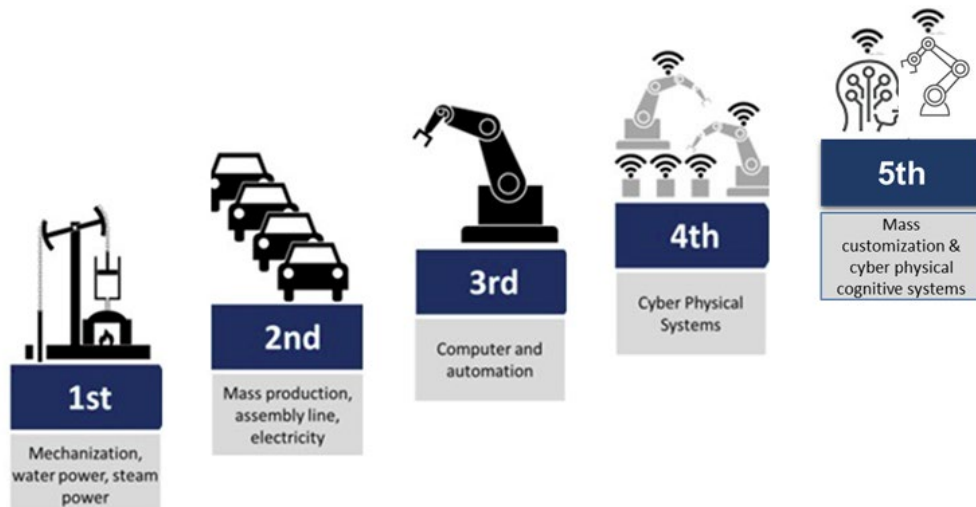 1st
Mechanization,
water power, steam
power
2nd
Mass production,
assembly line,
electricity
3rd
Computer and
automation
4th
Cyber Physical
Systems
5th
Mass
customization &
cyber physical
cognitive systems